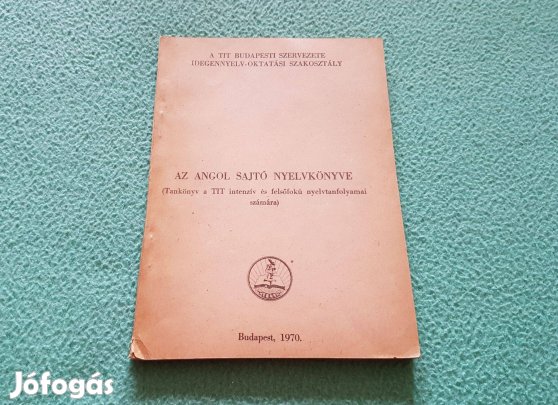 A TIT BUDAPESTI SZERVEZETE
IDEGENNYELV-OKTATÁSI SZAKOSZTÁLY
AZ ANGOL SAJTÓ NYELVKÖNYVE
(Tankönyv a TIT intenzív és felsőfokú nyelvtanfolyamai
számára)
Budapest, 1970.
Jófogás